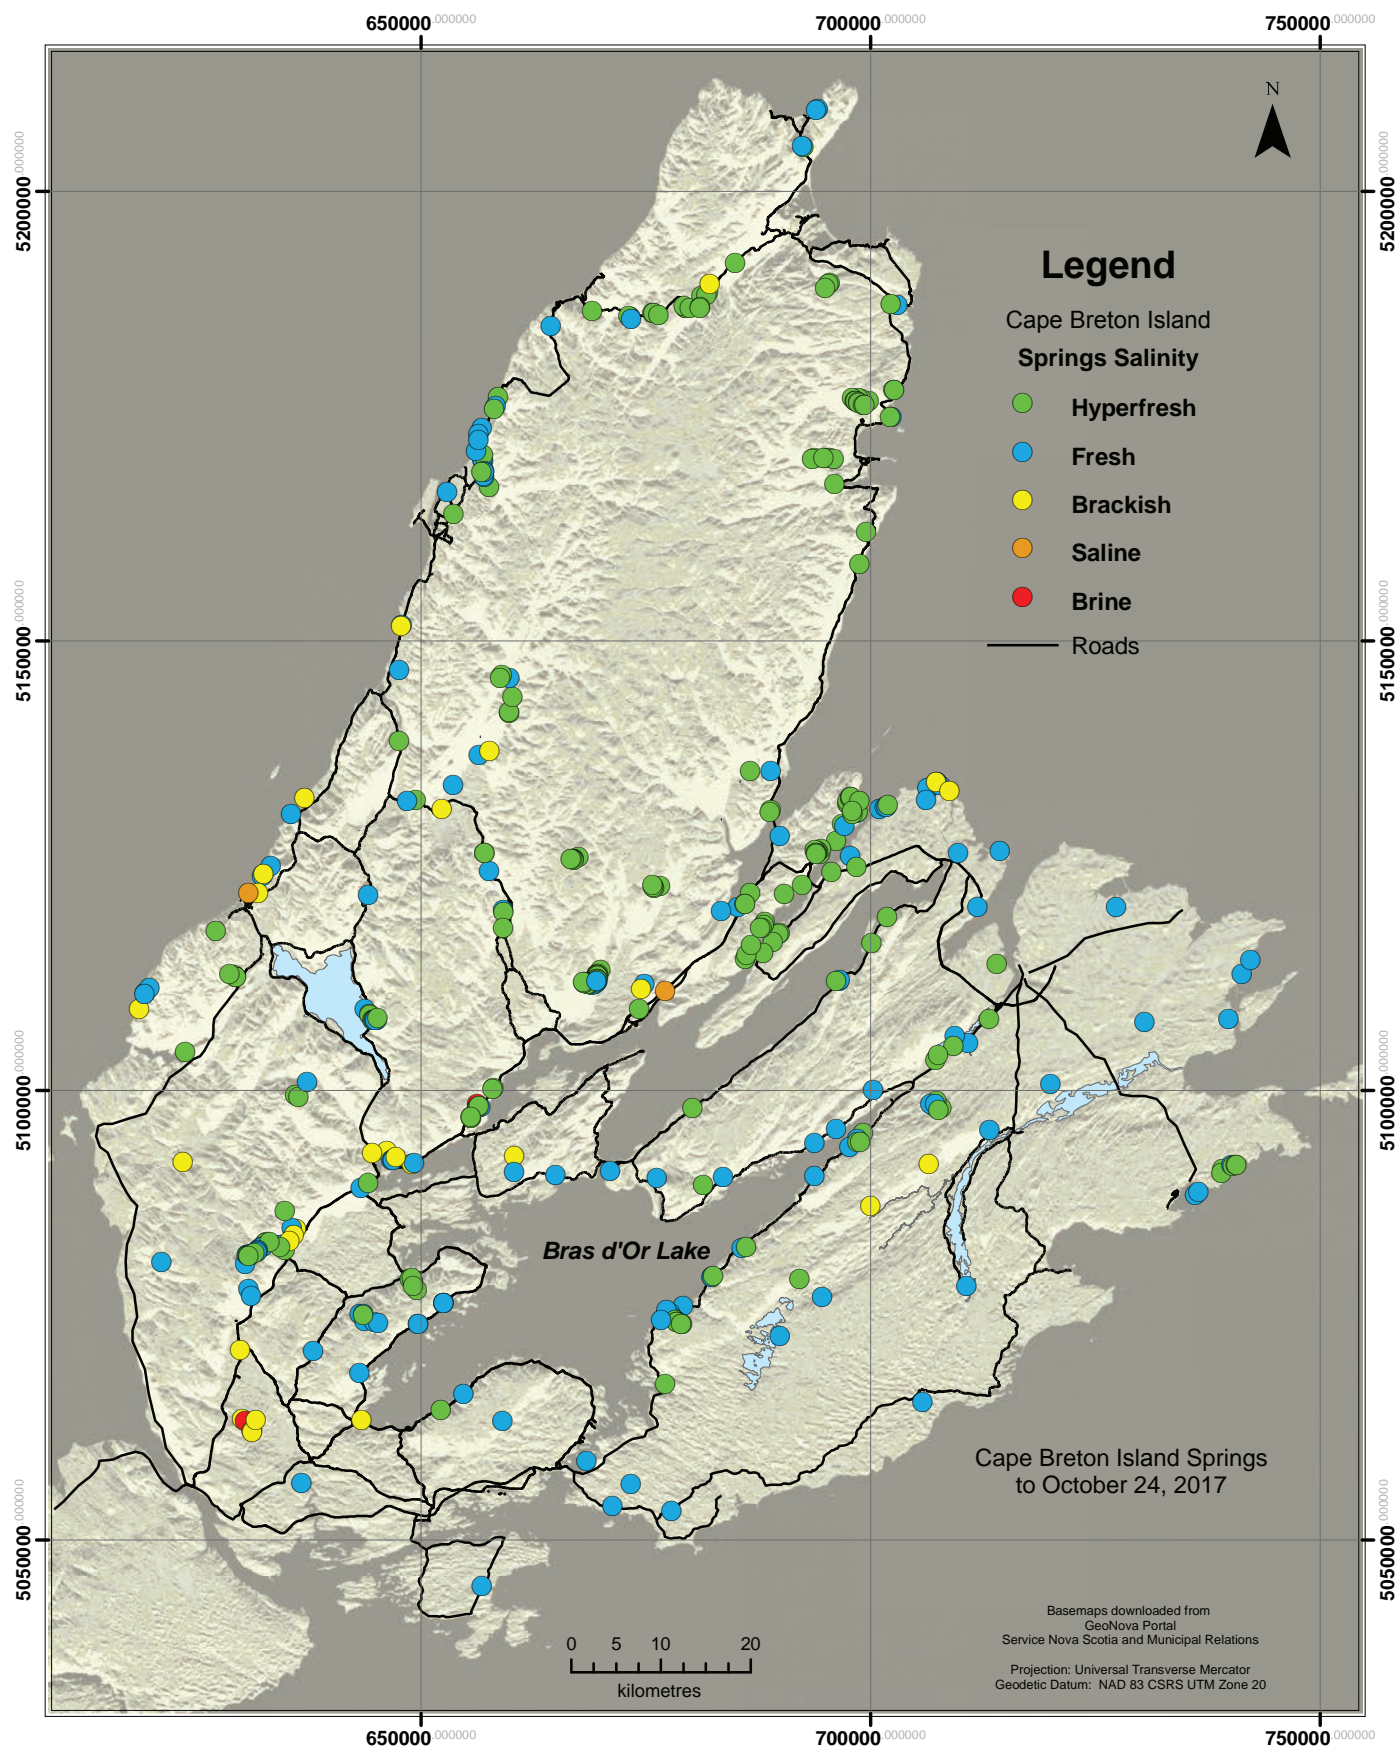 650000.000000
700000.000000
750000.000000
N
5200000.000000
5200000.000000
Legend
Cape Breton Island
Springs Salinity
Hyperfresh
Fresh
Brackish
Saline
Brine
Roads
5150000.000000
5150000.000000
5100000.000000
5100000.000000
Bras d'Or Lake
Cape Breton Island Springs
to October 24, 2017
5050000.000000
5050000.000000
Basemaps downloaded from
GeoNova Portal
Service Nova Scotia and Municipal Relations
0 5 10 20
kilometres
Projection: Universal Transverse Mercator
Geodetic Datum: NAD 83 CSRS UTM Zone 20
650000.000000
700000.000000
750000.000000